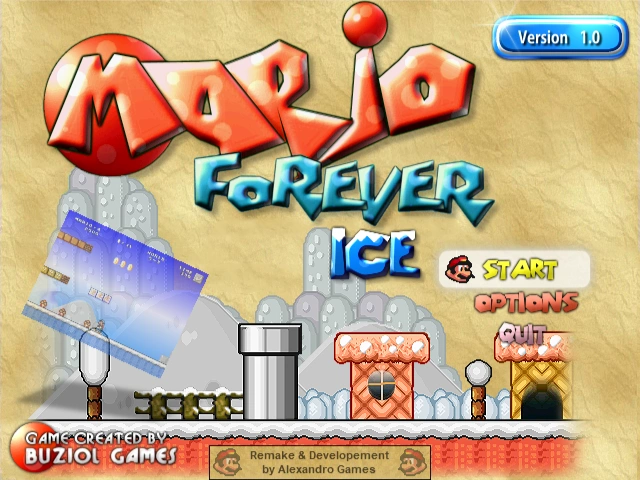 Version 1.0
MARIO
FOREVER
ICE
START
OPTIONS
QUIT
GAME CREATED BY
BUZIOL GAMES
Remake & Developement
by Alexandro Games